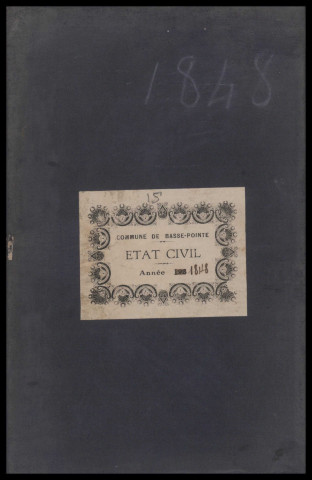 1848
15
COMMUNE DE BASSE-POINTE
ETAT CIVIL
Année 1848